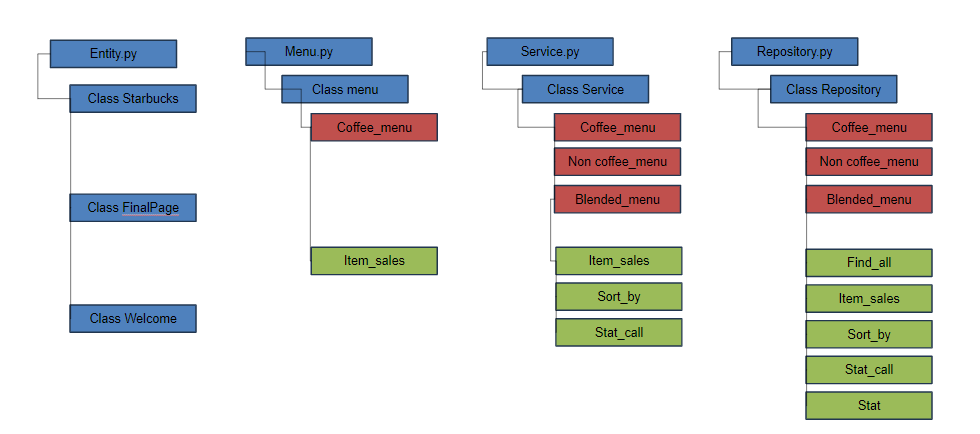 Entity.py
Class Starbucks
Class FinalPage
Class Welcome
Menu.py
Class menu
Coffee_menu
Item_sales
Service.py
Class Service
Coffee_menu
Non coffee_menu
Blended_menu
Item_sales
Sort_by
Stat_call
Repository.py
Class Repository
Coffee_menu
Non coffee_menu
Blended_menu
Find_all
Item_sales
Sort_by
Stat_call
Stat